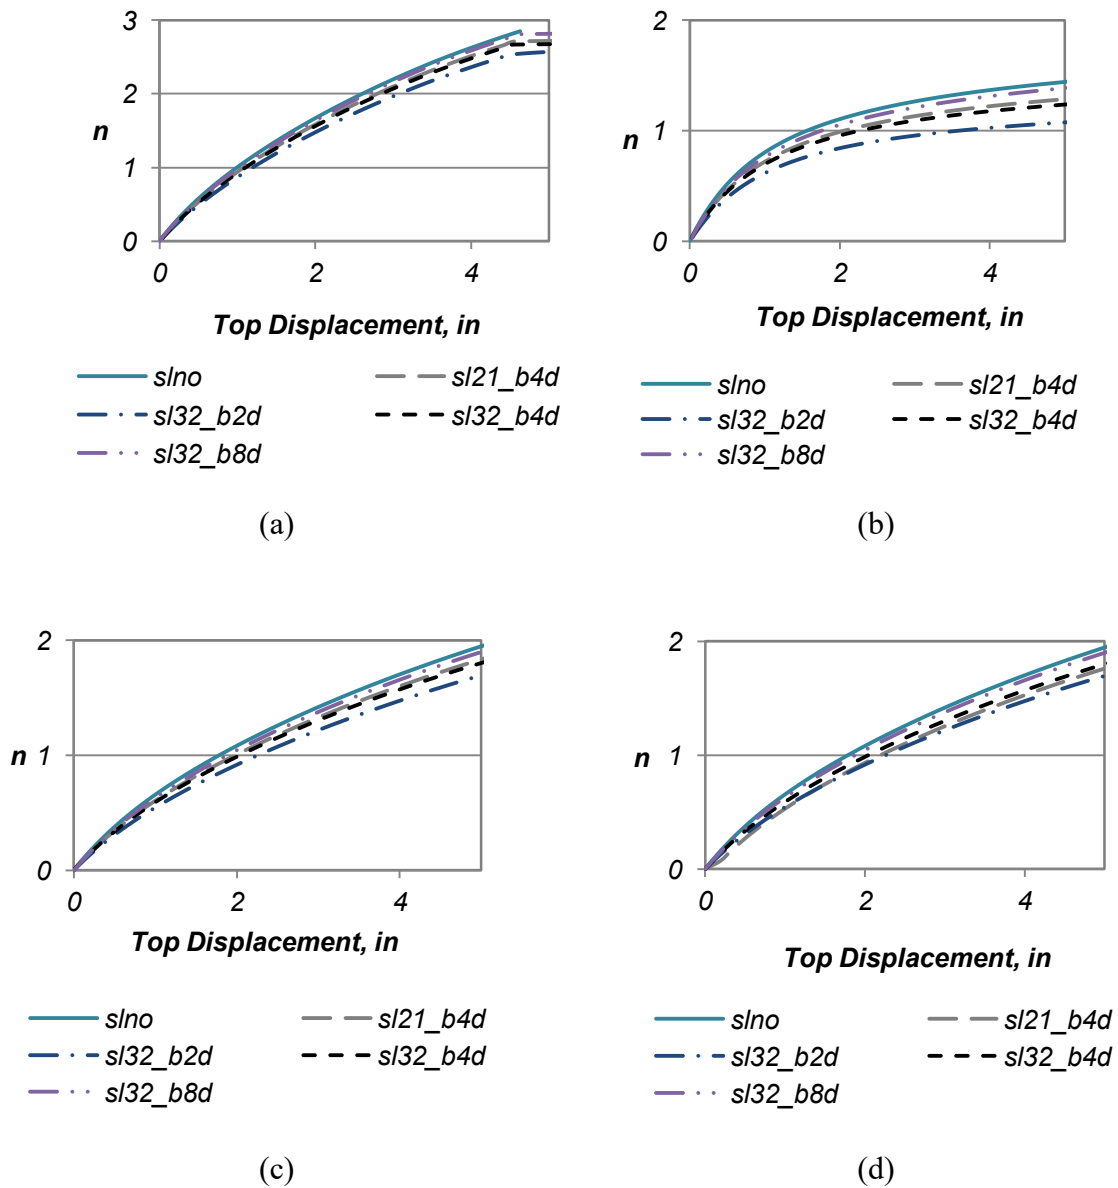 3
2
n
1
0
0 2 4
Top Displacement, in
slno sl21_b4d
sl32_b2d sl32_b4d
sl32_b8d
(a)
2
n 1
0
0 2 4
Top Displacement, in
slno sl21_b4d
sl32_b2d sl32_b4d
sl32_b8d
(b)
2
n 1
0
0 2 4
Top Displacement, in
slno sl21_b4d
sl32_b2d sl32_b4d
sl32_b8d
(c)
2
n 1
0
0 2 4
Top Displacement, in
slno sl21_b4d
sl32_b2d sl32_b4d
sl32_b8d
(d)